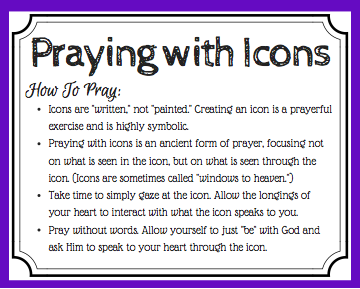 Praying with Icons
How To Pray:
• Icons are "written," not "painted." Creating an icon is a prayerful
exercise and is highly symbolic.
• Praying with icons is an ancient form of prayer, focusing not
on what is seen in the icon, but on what is seen through the
icon. (Icons are sometimes called "windows to heaven.")
• Take time to simply gaze at the icon. Allow the longings of
your heart to interact with what the icon speaks to you.
• Pray without words. Allow yourself to just "be" with God and
ask Him to speak to your heart through the icon.